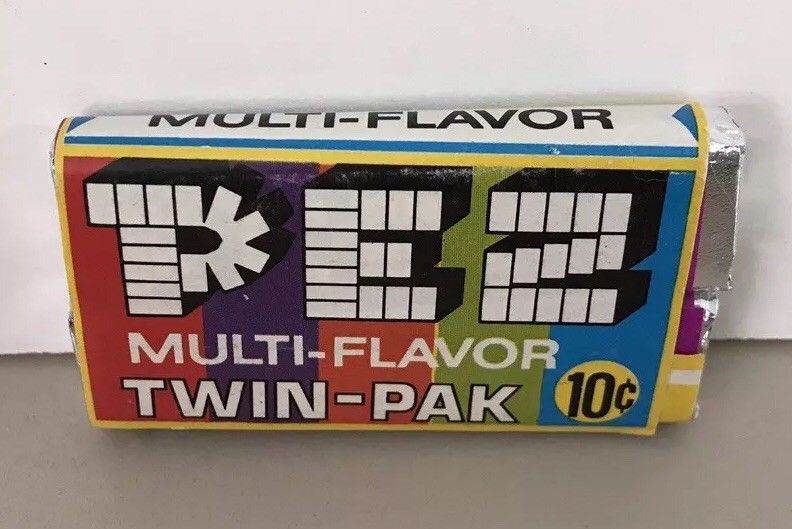 MULTI-FLAVOR
PEZ
MULTI-FLAVOR
TWIN-PAK
10¢